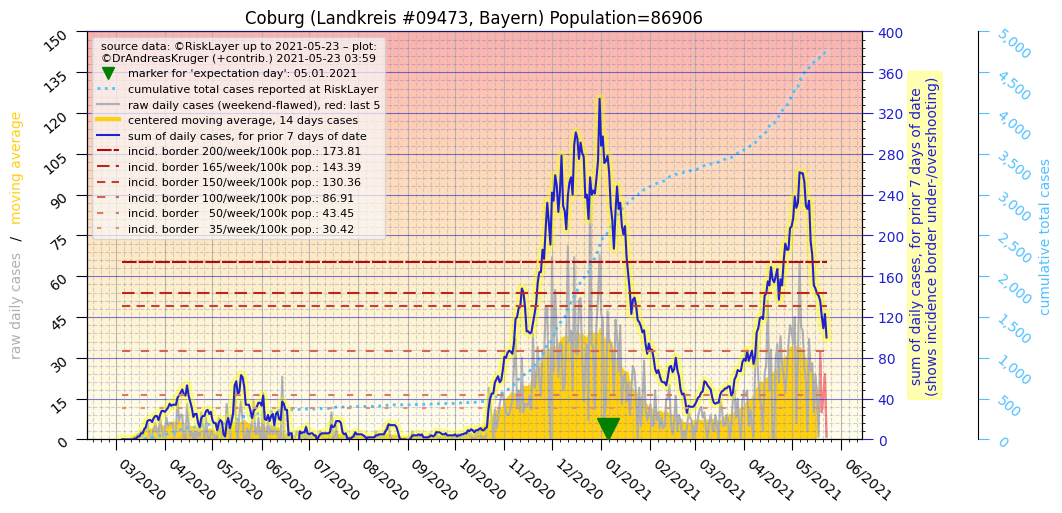 Coburg (Landkreis #09473, Bayern) Population=86906
source data: ©RiskLayer up to 2021-05-23 – plot:
©DrAndreasKruger (+contrib.) 2021-05-23 03:59
marker for 'expectation day': 05.01.2021
cumulative total cases reported at RiskLayer
raw daily cases (weekend-flawed), red: last 5
centered moving average, 14 days cases
sum of daily cases, for prior 7 days of date
incid. border 200/week/100k pop.: 173.81
incid. border 165/week/100k pop.: 143.39
incid. border 150/week/100k pop.: 130.36
incid. border 100/week/100k pop.: 86.91
incid. border 50/week/100k pop.: 43.45
incid. border 35/week/100k pop.: 30.42
raw daily cases / moving average
150
135
120
105
90
75
60
45
30
15
0
03/2020
04/2020
05/2020
06/2020
07/2020
08/2020
09/2020
10/2020
11/2020
12/2020
01/2021
02/2021
03/2021
04/2021
05/2021
06/2021
400
360
320
280
240
200
160
120
80
40
0
sum of daily cases, for prior 7 days of date
(shows incidence border under-/overshooting)
5,000
4,500
4,000
3,500
3,000
2,500
2,000
1,500
1,000
500
0
cumulative total cases